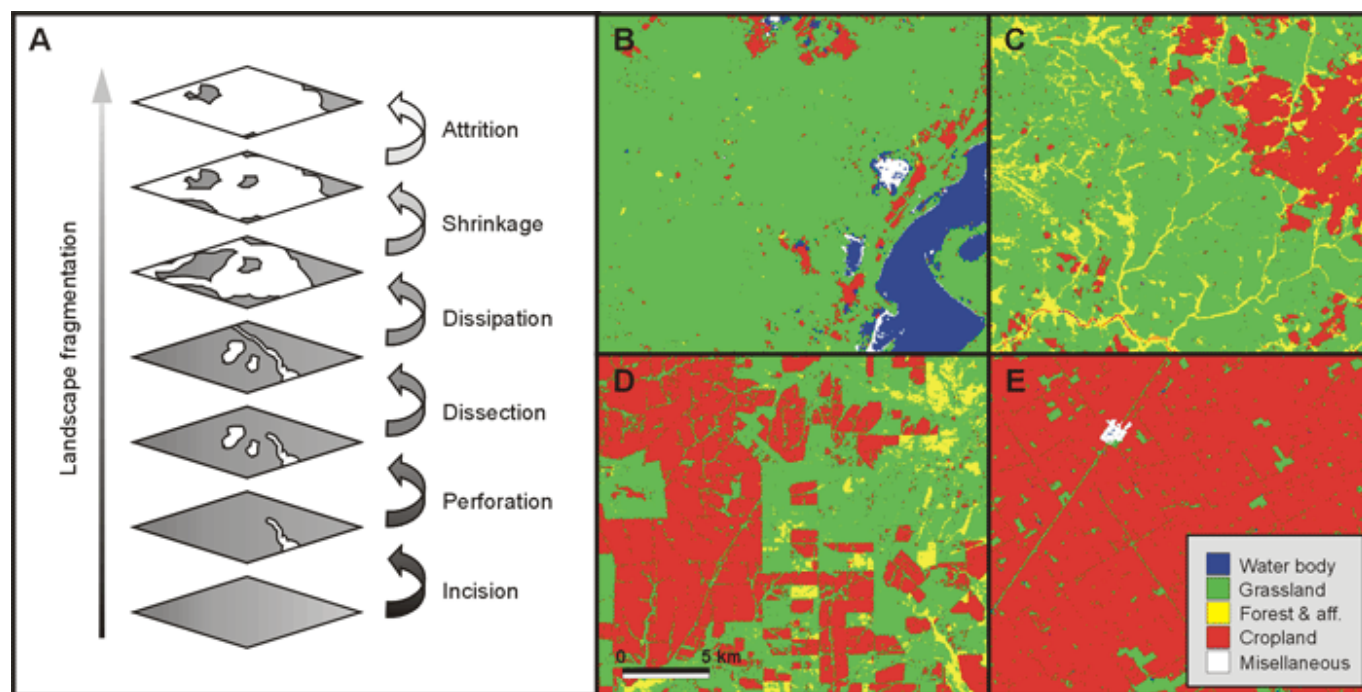 A
Landscape fragmentation
Attrition
Shrinkage
Dissipation
Dissection
Perforation
Incision
B
C
D
0 5 km
E
Water body
Grassland
Forest & aff.
Cropland
Misellaneous